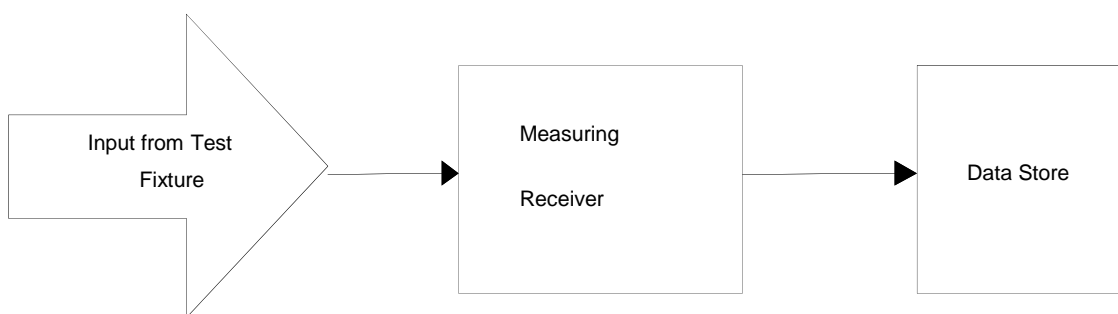 Input from Test
Fixture
Measuring
Receiver
Data Store